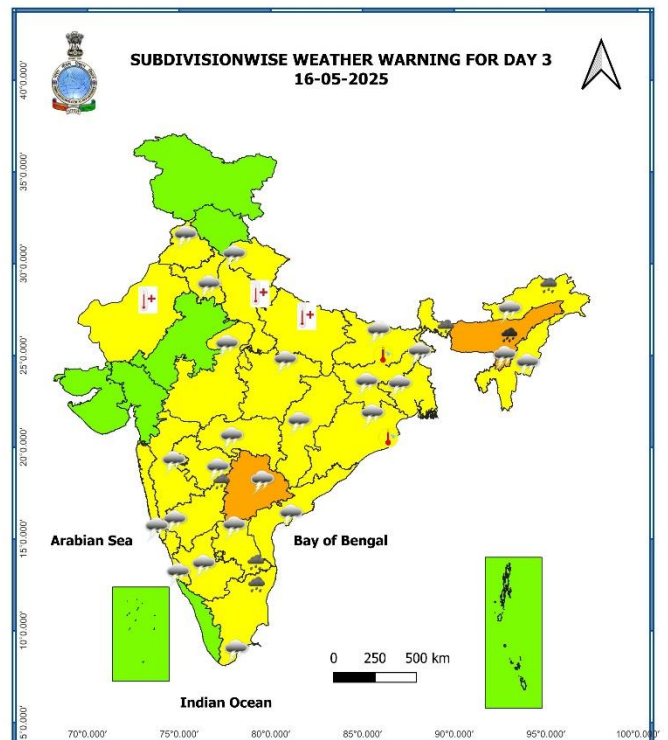 SUBDIVISIONWISE WEATHER WARNING FOR DAY 3
16-05-2025
40°0.000'
35°0.000'
30°0.000'
25°0.000'
20°0.000'
15°0.000'
10°0.000'
5°0.000'
Arabian Sea
Bay of Bengal
0 250 500 km
Indian Ocean
70°0.000' 75°0.000' 80°0.000' 85°0.000' 90°0.000' 95°0.000' 100°0.000'